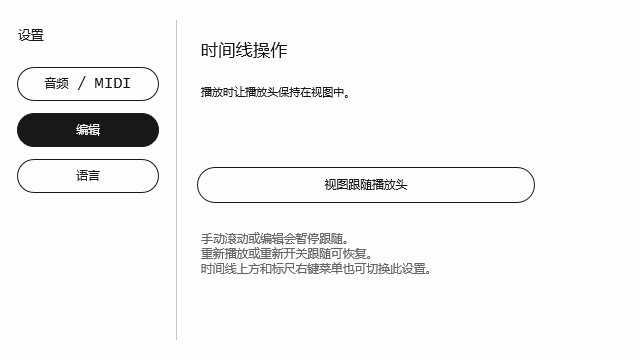 设置
音频 / MIDI
编辑
语言
时间线操作
播放时让播放头保持在视图中。
视图跟随播放头
手动滚动或编辑会暂停跟随。
重新播放或重新开关跟随可恢复。
时间线上方和标尺右键菜单也可切换此设置。